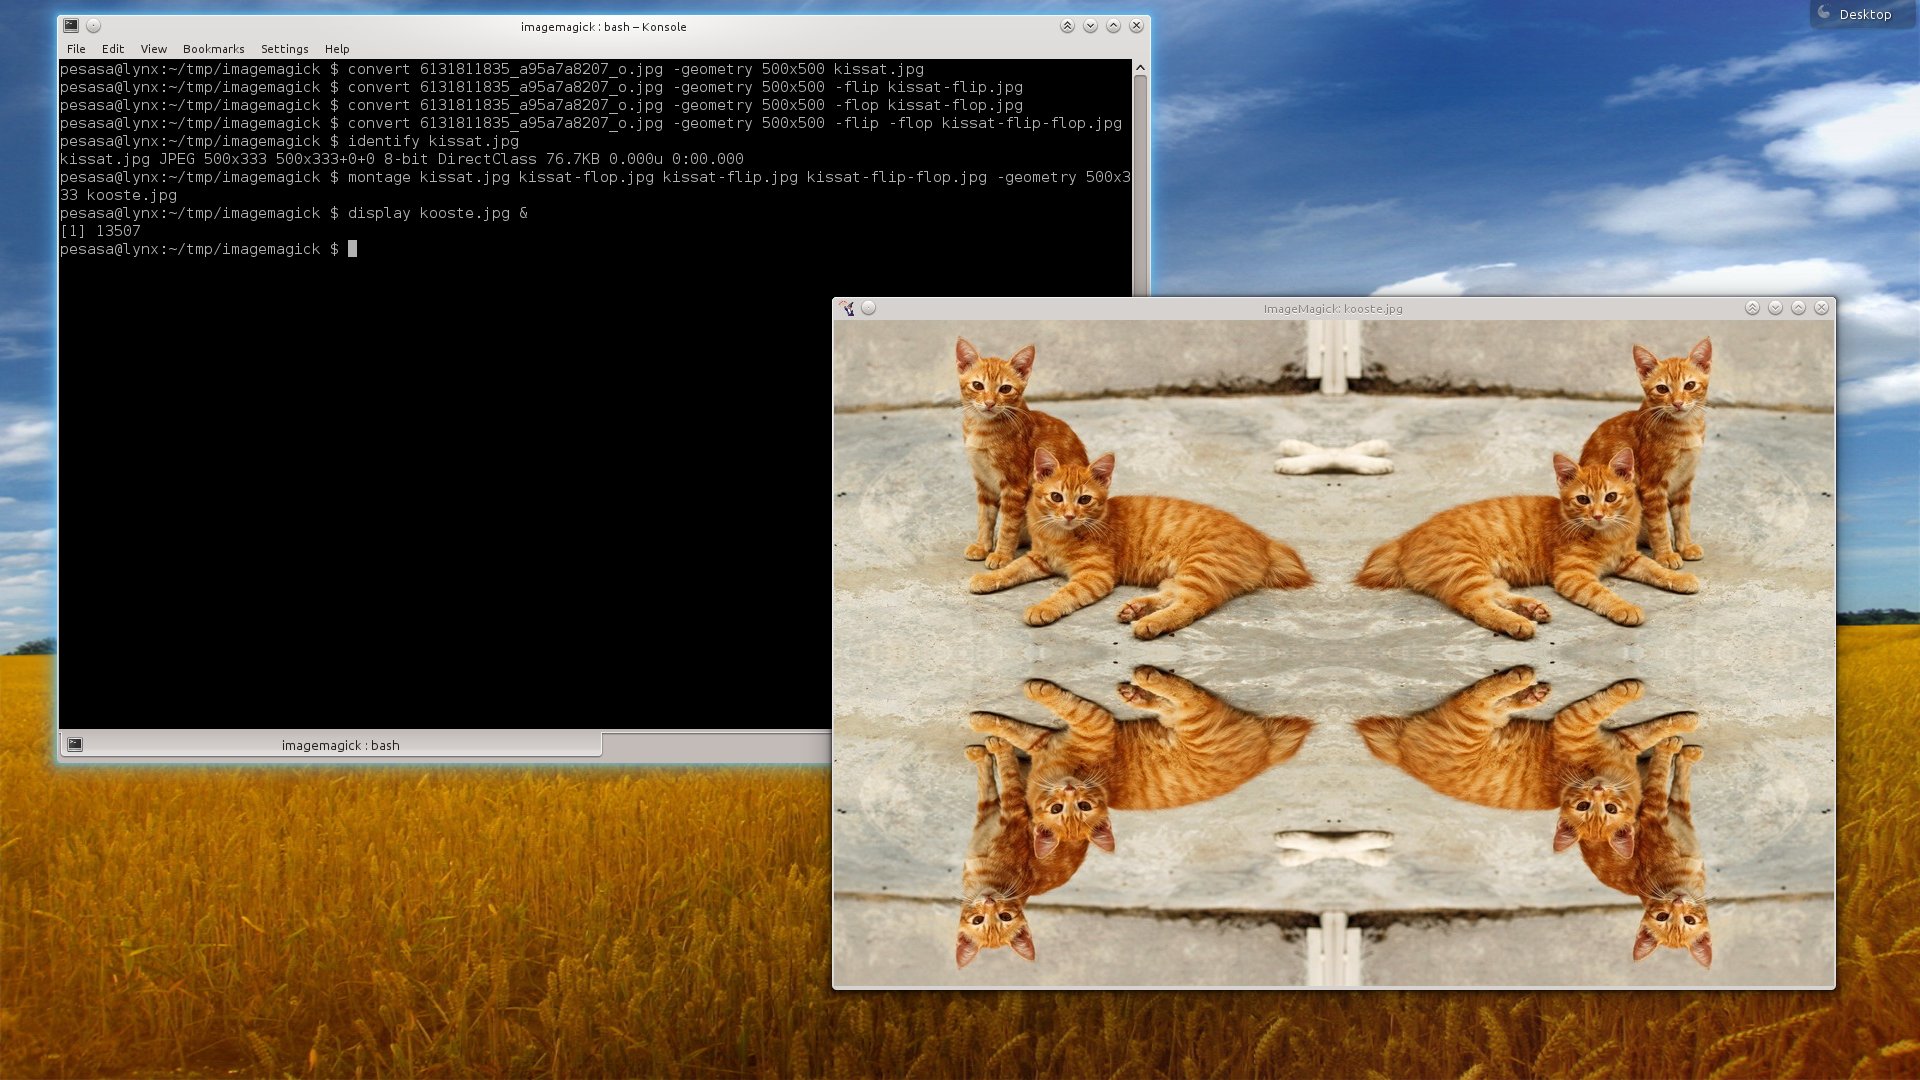 imagemagick : bash – Konsole
File Edit View Bookmarks Settings Help
pesasa@lynx:~/tmp/imagemagick $ convert 6131811835_a95a7a8207_o.jpg -geometry 500x500 kissat.jpg
pesasa@lynx:~/tmp/imagemagick $ convert 6131811835_a95a7a8207_o.jpg -geometry 500x500 -flip kissat-flip.jpg
pesasa@lynx:~/tmp/imagemagick $ convert 6131811835_a95a7a8207_o.jpg -geometry 500x500 -flop kissat-flop.jpg
pesasa@lynx:~/tmp/imagemagick $ convert 6131811835_a95a7a8207_o.jpg -geometry 500x500 -flip -flop kissat-flip-flop.jpg
pesasa@lynx:~/tmp/imagemagick $ identify kissat.jpg
kissat.jpg JPEG 500x333 500x333+0+0 8-bit DirectClass 76.7KB 0.000u 0:00.000
pesasa@lynx:~/tmp/imagemagick $ montage kissat.jpg kissat-flop.jpg kissat-flip.jpg kissat-flip-flop.jpg -geometry 500x3
33 kooste.jpg
pesasa@lynx:~/tmp/imagemagick $ display kooste.jpg &
[1] 13507
pesasa@lynx:~/tmp/imagemagick $
imagemagick : bash
ImageMagick: kooste.jpg
Desktop